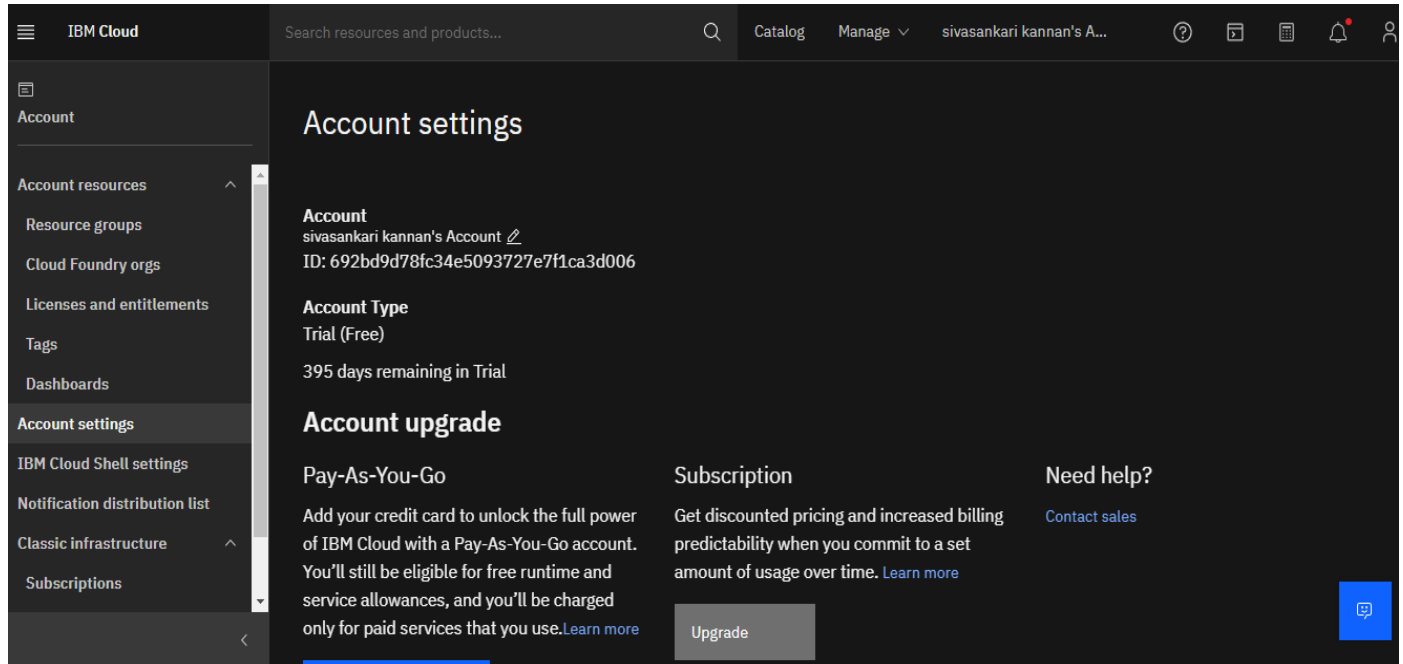 IBM Cloud
Search resources and products...
Catalog
Manage
sivasankari kannan's A...
Account
Account resources
Resource groups
Cloud Foundry orgs
Licenses and entitlements
Tags
Dashboards
Account settings
IBM Cloud Shell settings
Notification distribution list
Classic infrastructure
Subscriptions
Account settings
Account
sivasankari kannan's Account
ID: 692bd9d78fc34e5093727e7f1ca3d006
Account Type
Trial (Free)
395 days remaining in Trial
Account upgrade
Pay-As-You-Go
Add your credit card to unlock the full power
of IBM Cloud with a Pay-As-You-Go account.
You'll still be eligible for free runtime and
service allowances, and you'll be charged
only for paid services that you use.Learn more
Subscription
Get discounted pricing and increased billing
predictability when you commit to a set
amount of usage over time. Learn more
Upgrade
Need help?
Contact sales